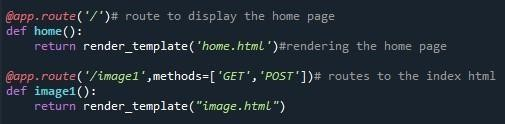 @app.route('/')# route to display the home page
def home():
    return render_template('home.html')#rendering the home page

@app.route('/image1',methods=['GET','POST'])# routes to the index html
def image1():
    return render_template("image.html")